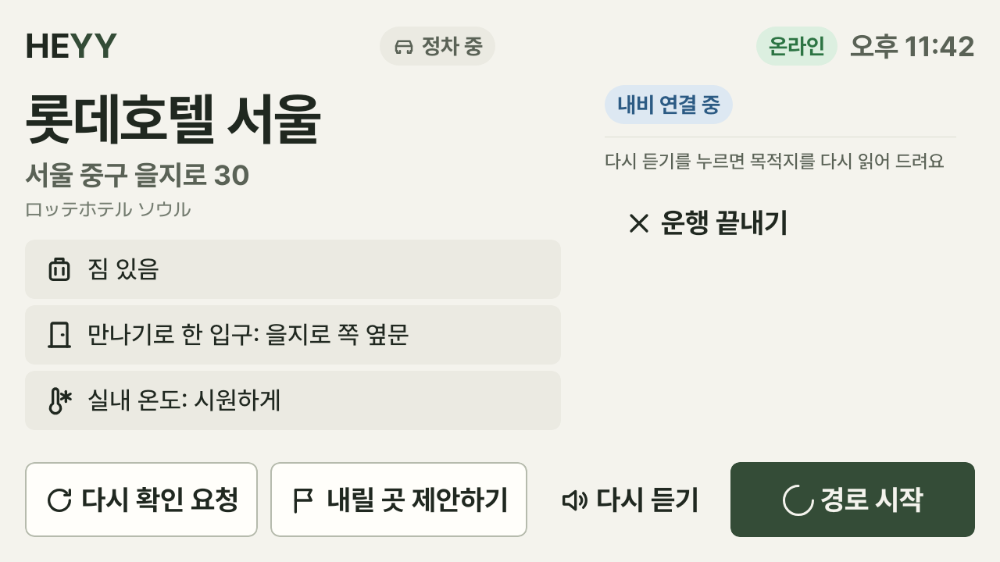 HEYY
정차 중
온라인
오후 11:42
롯데호텔 서울
서울 중구 을지로 30
ロッテホテル ソウル
짐 있음
만나기로 한 입구: 을지로 쪽 옆문
실내 온도: 시원하게
내비 연결 중
다시 듣기를 누르면 목적지를 다시 읽어 드려요
운행 끝내기
다시 확인 요청
내릴 곳 제안하기
다시 듣기
경로 시작